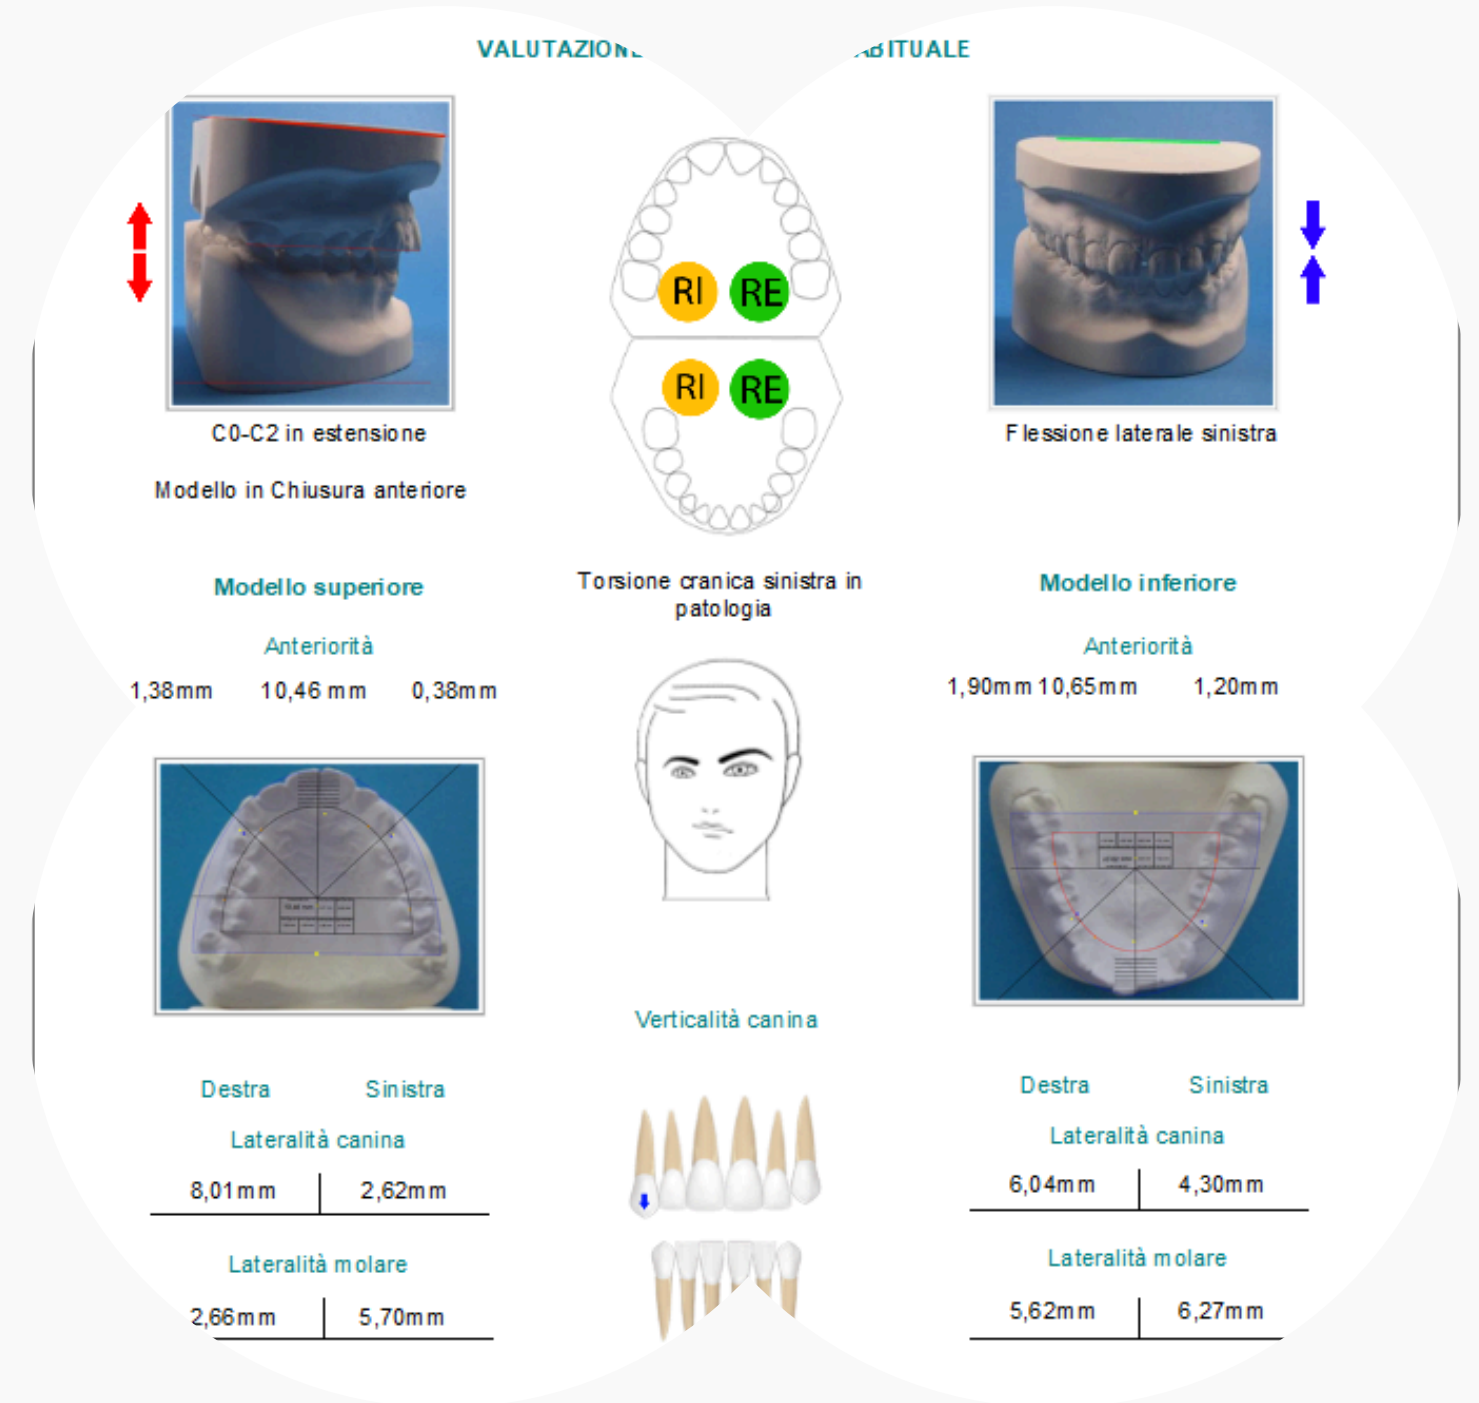 C0-C2 in estensione
Modello in Chiusura anteriore
RI RE
RI RE
Flessione laterale sinistra
Modello superiore
Anteriorità
1,38mm 10,46 mm 0,38mm
Torsione cranica sinistra in
patologia
Modello inferiore
Anteriorità
1,90mm 10,65mm 1,20mm
Destra Sinistra
Lateralità canina
8,01mm 2,62mm
Lateralità molare
2,66mm 5,70mm
Verticalità canina
Destra Sinistra
Lateralità canina
6,04mm 4,30mm
Lateralità molare
5,62mm 6,27mm